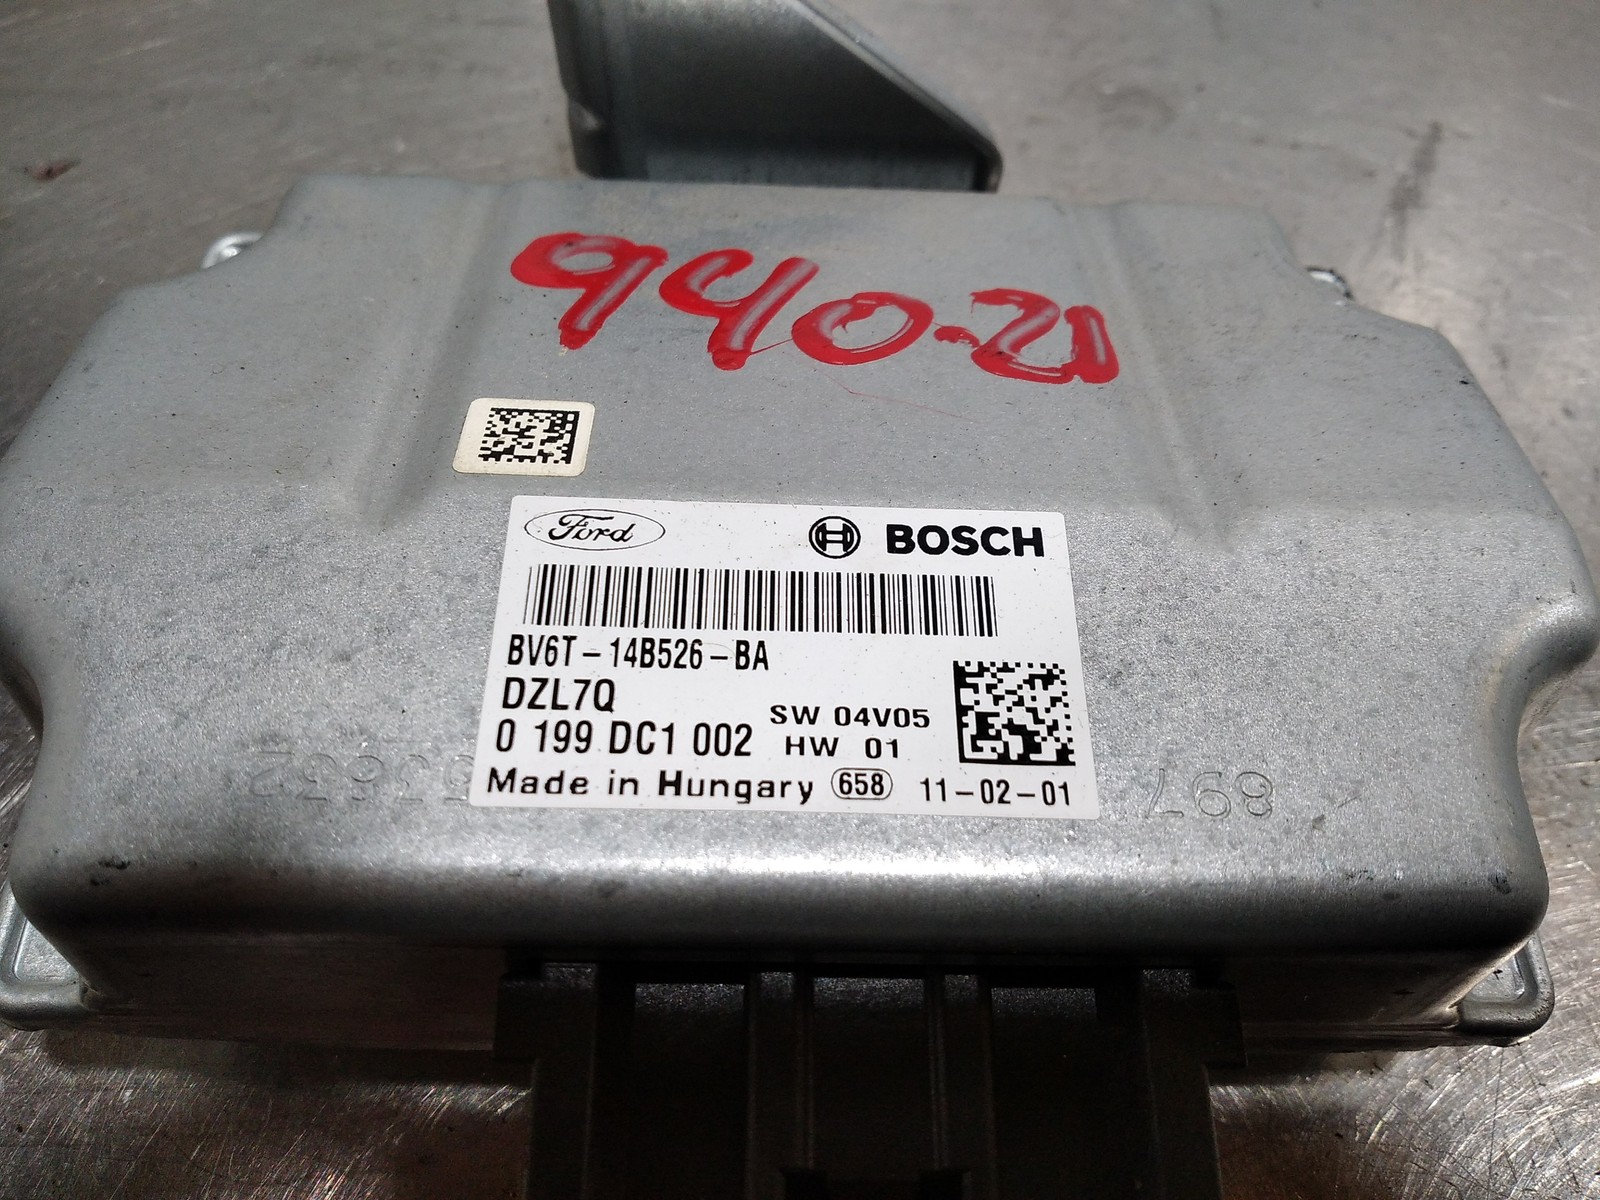 940-21
Ford BOSCH
BV6T-14B526-BA
DZL7Q
SW 04V05
0 199 DC1 002
HW 01
Made in Hungary 658 11-02-01
897